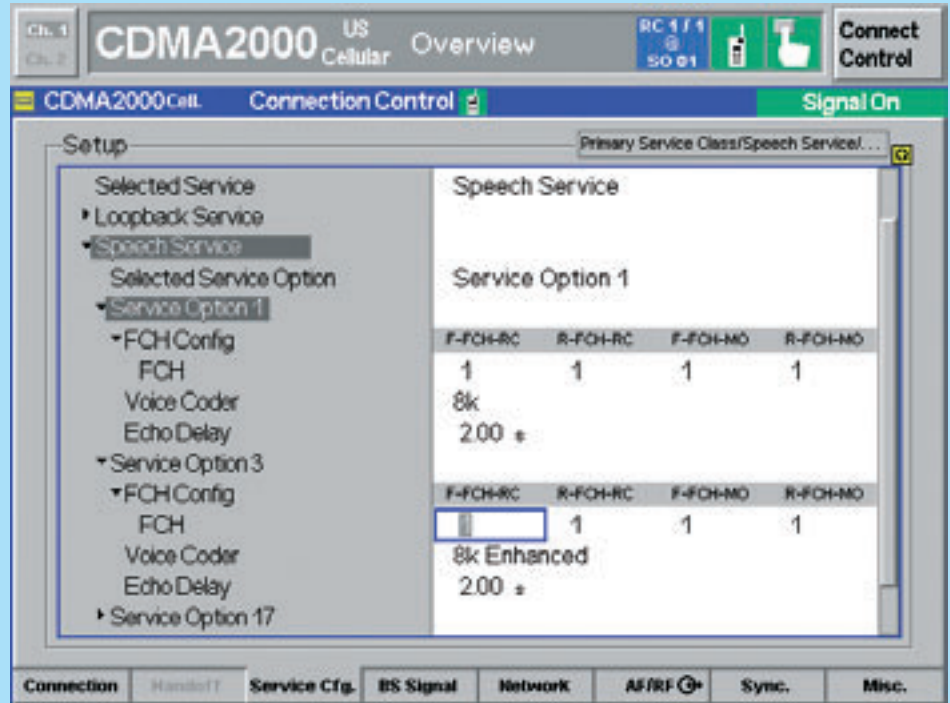 Ch. 1
Ch. 2
CDMA2000 US Cellular Overview
RC 1 / 1
@
SO 01
Connect Control
CDMA2000 Cell. Connection Control Signal On
Setup Primary Service Class/Speech Service/...
Selected Service Speech Service
Loopback Service
Speech Service
Selected Service Option Service Option 1
Service Option 1
FCH Config F-FCH-RC R-FCH-RC F-FCH-MO R-FCH-MO
FCH 1 1 1 1
Voice Coder 8k
Echo Delay 2.00 s
Service Option 3
FCH Config F-FCH-RC R-FCH-RC F-FCH-MO R-FCH-MO
FCH 1 1 1 1
Voice Coder 8k Enhanced
Echo Delay 2.00 s
Service Option 17
Connection Handoff Service Cfg. BS Signal Network AF/RF Sync. Misc.